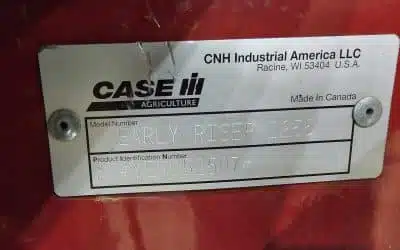 CNH Industrial America LLC
Racine, WI 53404 U.S.A.
CASE IH
AGRICULTURE
Made In Canada
Model Number
EARLY RISER
Product Identification Number